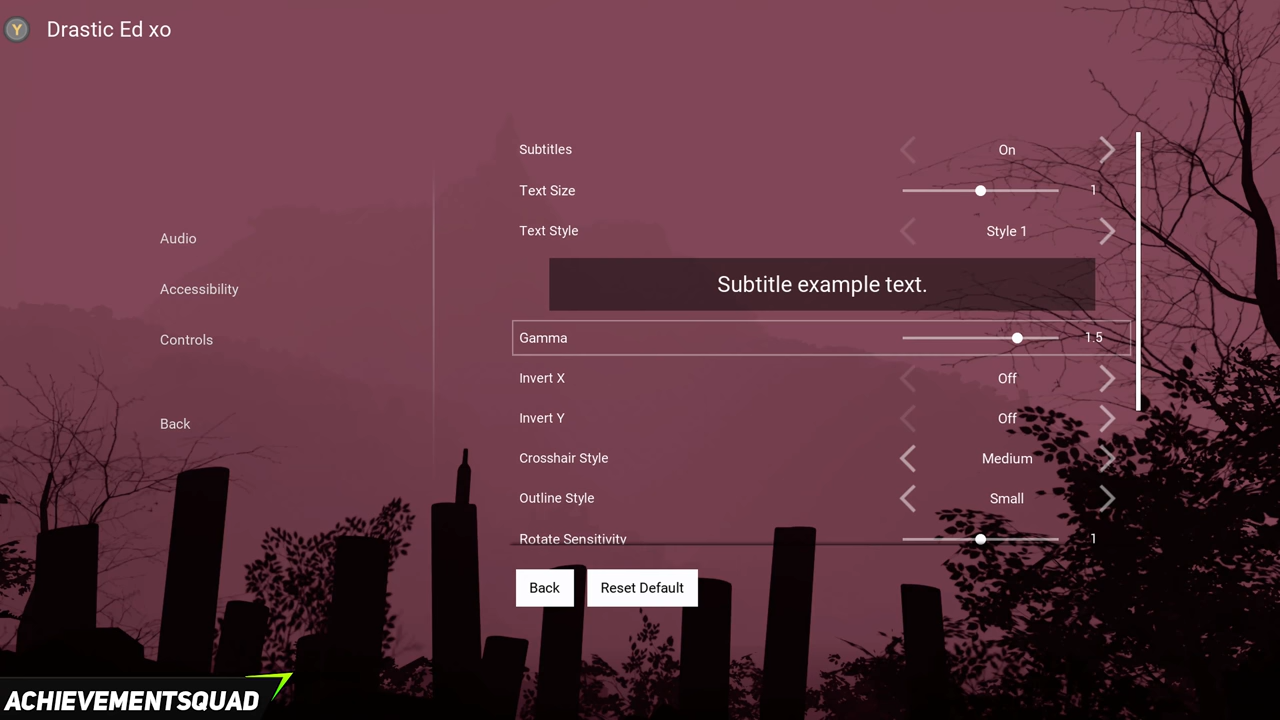 Y Drastic Ed xo
Audio
Accessibility
Controls
Back
Subtitles On
Text Size 1
Text Style Style 1
Subtitle example text.
Gamma 1.5
Invert X Off
Invert Y Off
Crosshair Style Medium
Outline Style Small
Rotate Sensitivity 1
Back Reset Default
ACHIEVEMENTSQUAD